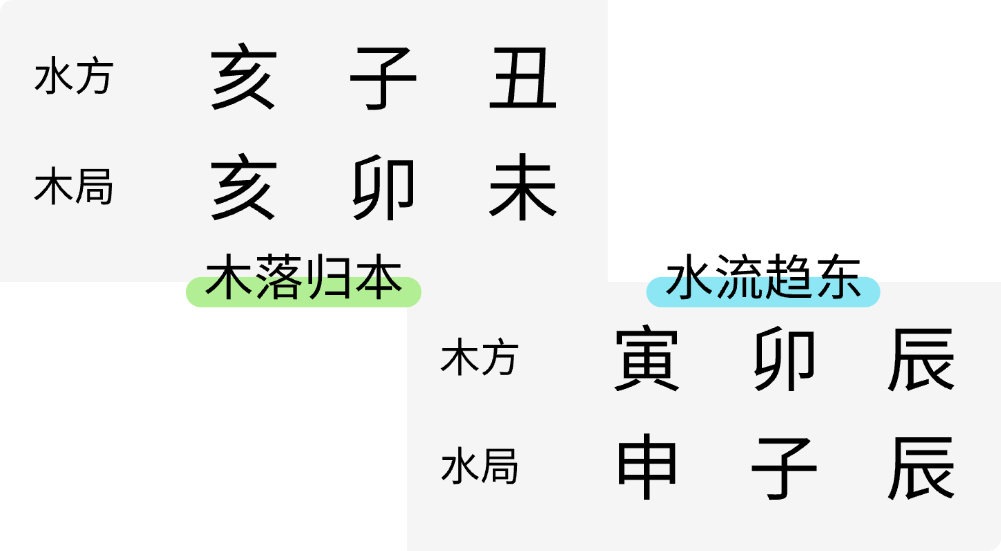 水方 亥 子 丑
木局 亥 卯 未
木落归本
水流趋东
木方 寅 卯 辰
水局 申 子 辰